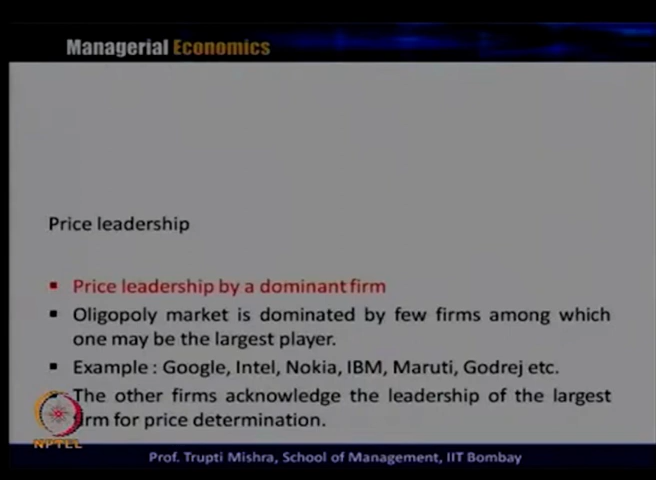 Managerial Economics
Price leadership
▪ Price leadership by a dominant firm
▪ Oligopoly market is dominated by few firms among which
one may be the largest player.
▪ Example : Google, Intel, Nokia, IBM, Maruti, Godrej etc.
The other firms acknowledge the leadership of the largest
firm for price determination.
NPTEL
Prof. Trupti Mishra, School of Management, IIT Bombay